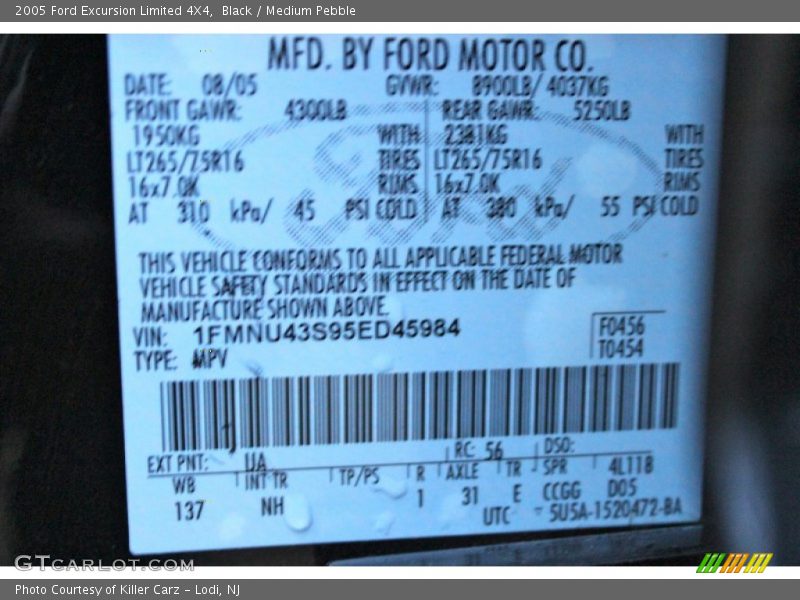 2005 Ford Excursion Limited 4X4,  Black / Medium Pebble
MFD. BY FORD MOTOR CO.
DATE: 08/05 GVWR: 8900LB/ 4037KG
FRONT GAWR: 4300LB REAR GAWR: 5250LB
1950KG WITH 2381KG WITH
LT265/75R16 TIRES LT265/75R16 TIRES
16x7.0K RIMS 16x7.0K RIMS
AT 310 kPa/ 45 PSI COLD AT 380 kPa/ 55 PSI COLD
Ford
THIS VEHICLE CONFORMS TO ALL APPLICABLE FEDERAL MOTOR
VEHICLE SAFETY STANDARDS IN EFFECT ON THE DATE OF
MANUFACTURE SHOWN ABOVE.
VIN: 1FMNU43S95ED45984 F0456
TYPE: MPV T0454
EXT PNT: UA RC: 56 DSO:
WB INT TR TP/PS R AXLE TR SPR 4L118
137 NH 1 31 E CCGG D05
UTC 5U5A-1520472-BA
GTCARLOT.COM
Photo Courtesy of Killer Carz – Lodi, NJ